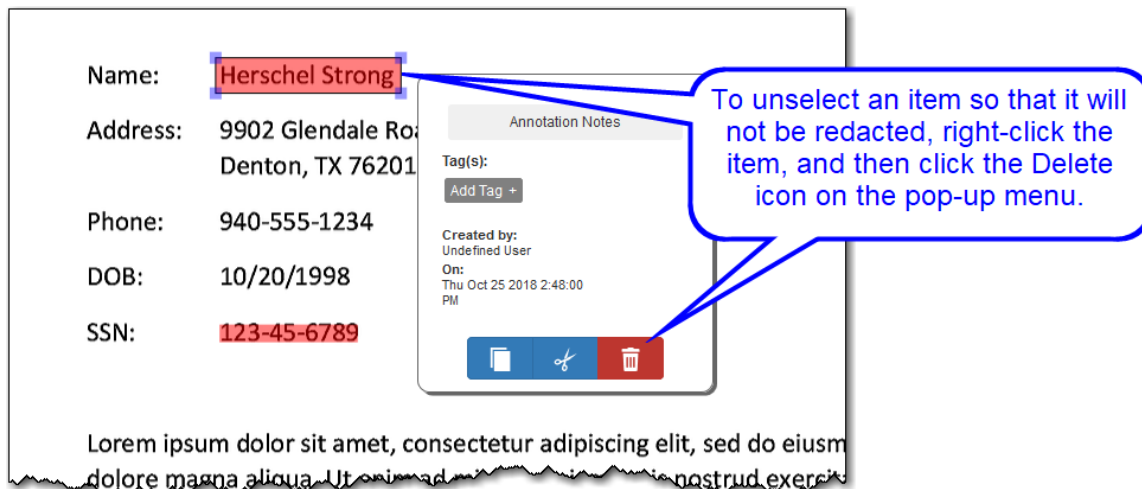 Name: Herschel Strong
Address: 9902 Glendale Roa
Denton, TX 76201
Phone: 940-555-1234
DOB: 10/20/1998
SSN: 123-45-6789
Annotation Notes
Tag(s):
Add Tag +
Created by:
Undefined User
On:
Thu Oct 25 2018 2:48:00
PM
To unselect an item so that it will
not be redacted, right-click the
item, and then click the Delete
icon on the pop-up menu.
Lorem ipsum dolor sit amet, consectetur adipiscing elit, sed do eiusm
dolore magna aliqua. Ut enim ad nostrud